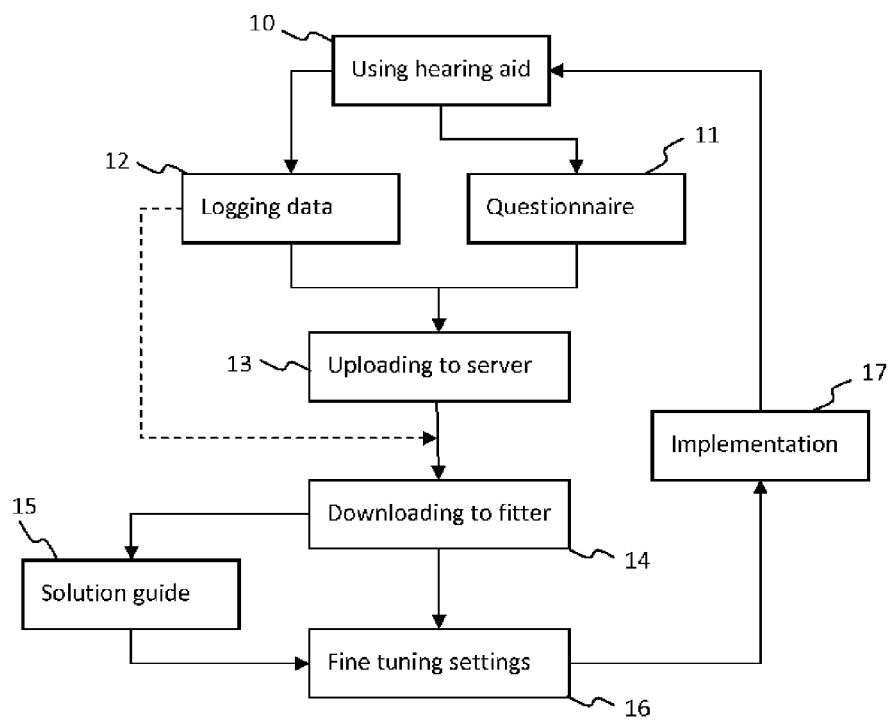 10
Using hearing aid
12
11
Logging data
Questionnaire
13
Uploading to server
17
Implementation
15
Downloading to fitter
14
Solution guide
Fine tuning settings
16